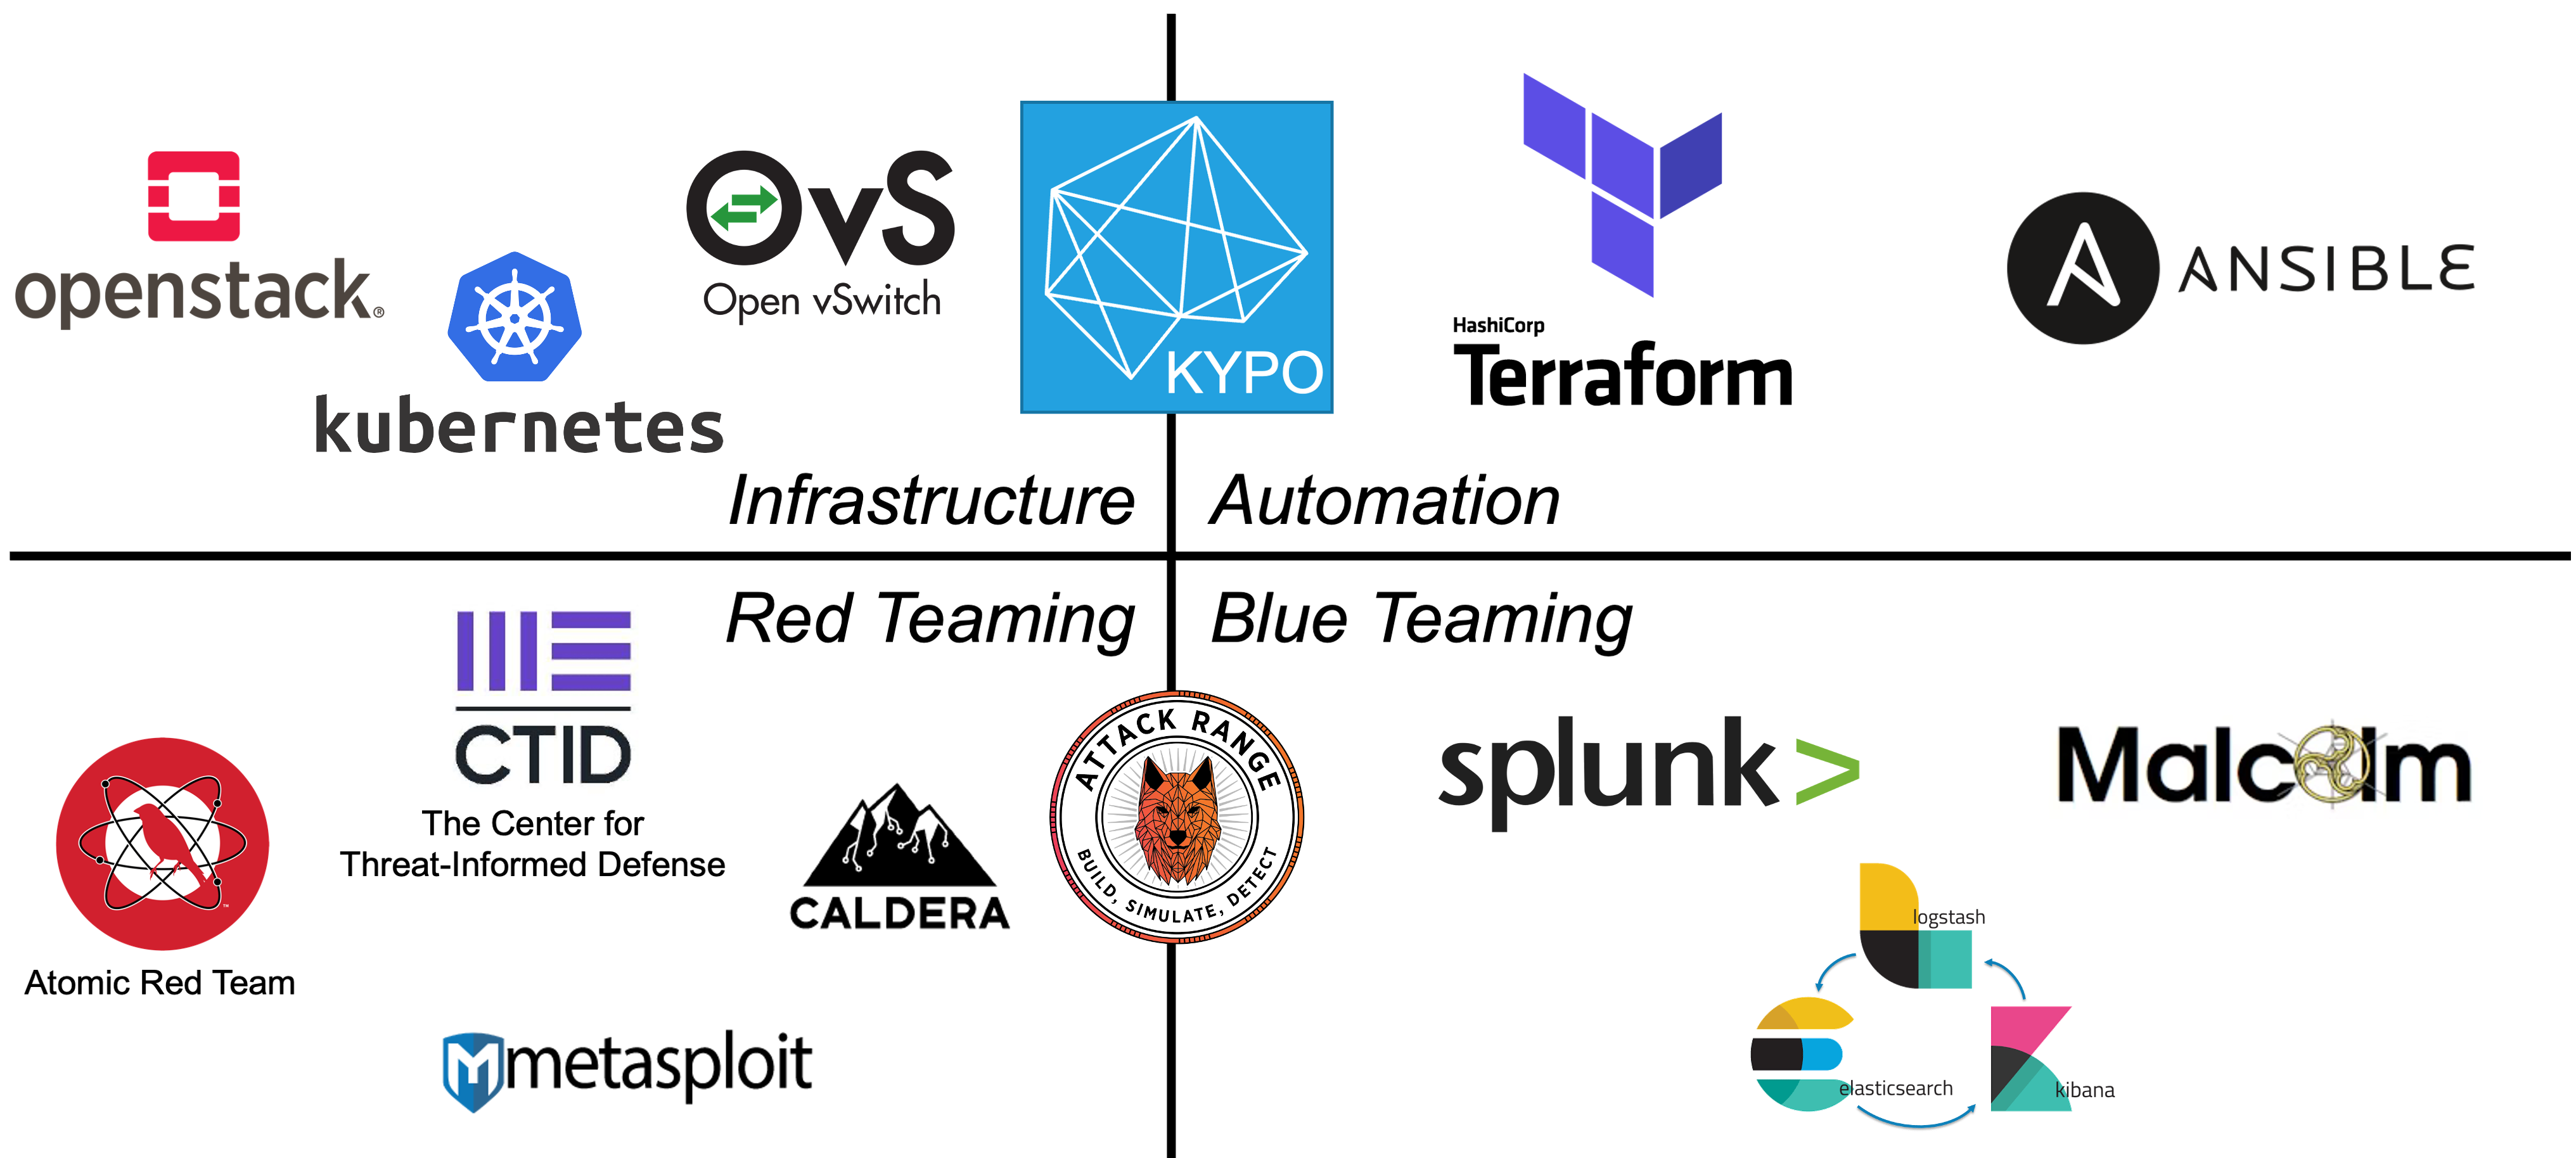 openstack®
kubernetes
OvS
Open vSwitch
KYPO
HashiCorp
Terraform
A ANSIBLE
Infrastructure
Automation
Red Teaming
Blue Teaming
Atomic Red Team
CTID
The Center for
Threat-Informed Defense
CALDERA
M metasploit
ATTACK RANGE
BUILD, SIMULATE, DETECT
splunk>
Malcolm
logstash
elasticsearch
kibana